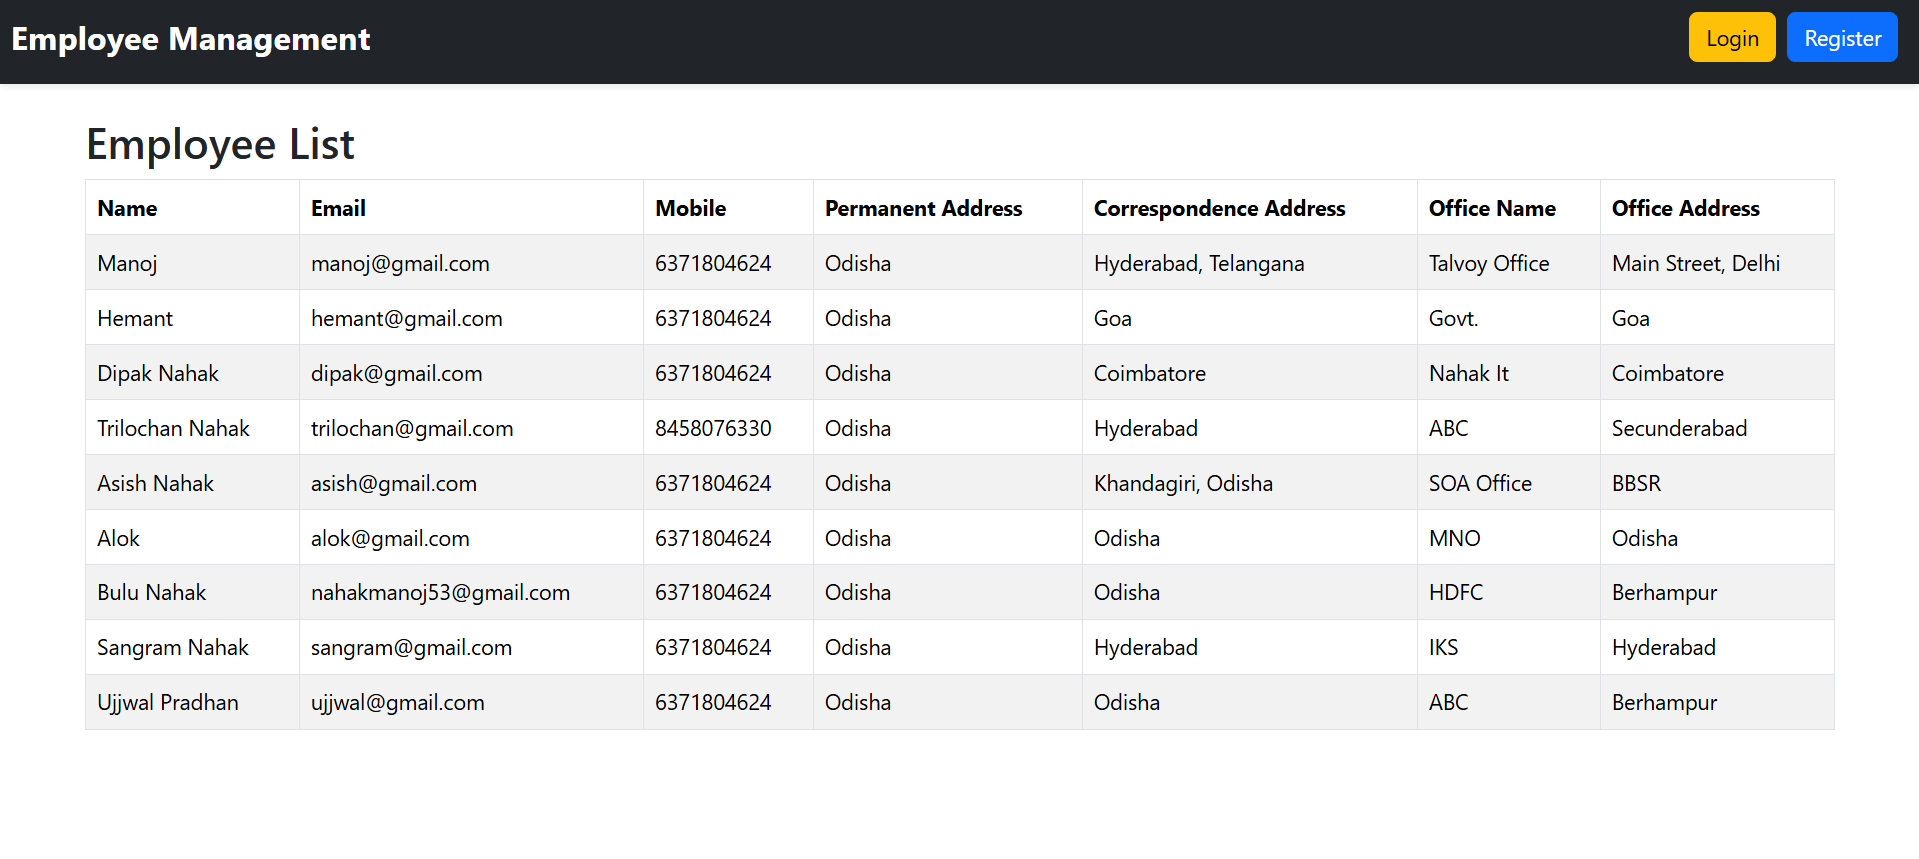 Employee Management Login Register
Employee List
Name Email Mobile Permanent Address Correspondence Address Office Name Office Address
Manoj manoj@gmail.com 6371804624 Odisha Hyderabad, Telangana Talvoy Office Main Street, Delhi
Hemant hemant@gmail.com 6371804624 Odisha Goa Govt. Goa
Dipak Nahak dipak@gmail.com 6371804624 Odisha Coimbatore Nahak It Coimbatore
Trilochan Nahak trilochan@gmail.com 8458076330 Odisha Hyderabad ABC Secunderabad
Asish Nahak asish@gmail.com 6371804624 Odisha Khandagiri, Odisha SOA Office BBSR
Alok alok@gmail.com 6371804624 Odisha Odisha MNO Odisha
Bulu Nahak nahakmanoj53@gmail.com 6371804624 Odisha Odisha HDFC Berhampur
Sangram Nahak sangram@gmail.com 6371804624 Odisha Hyderabad IKS Hyderabad
Ujjwal Pradhan ujjwal@gmail.com 6371804624 Odisha Odisha ABC Berhampur